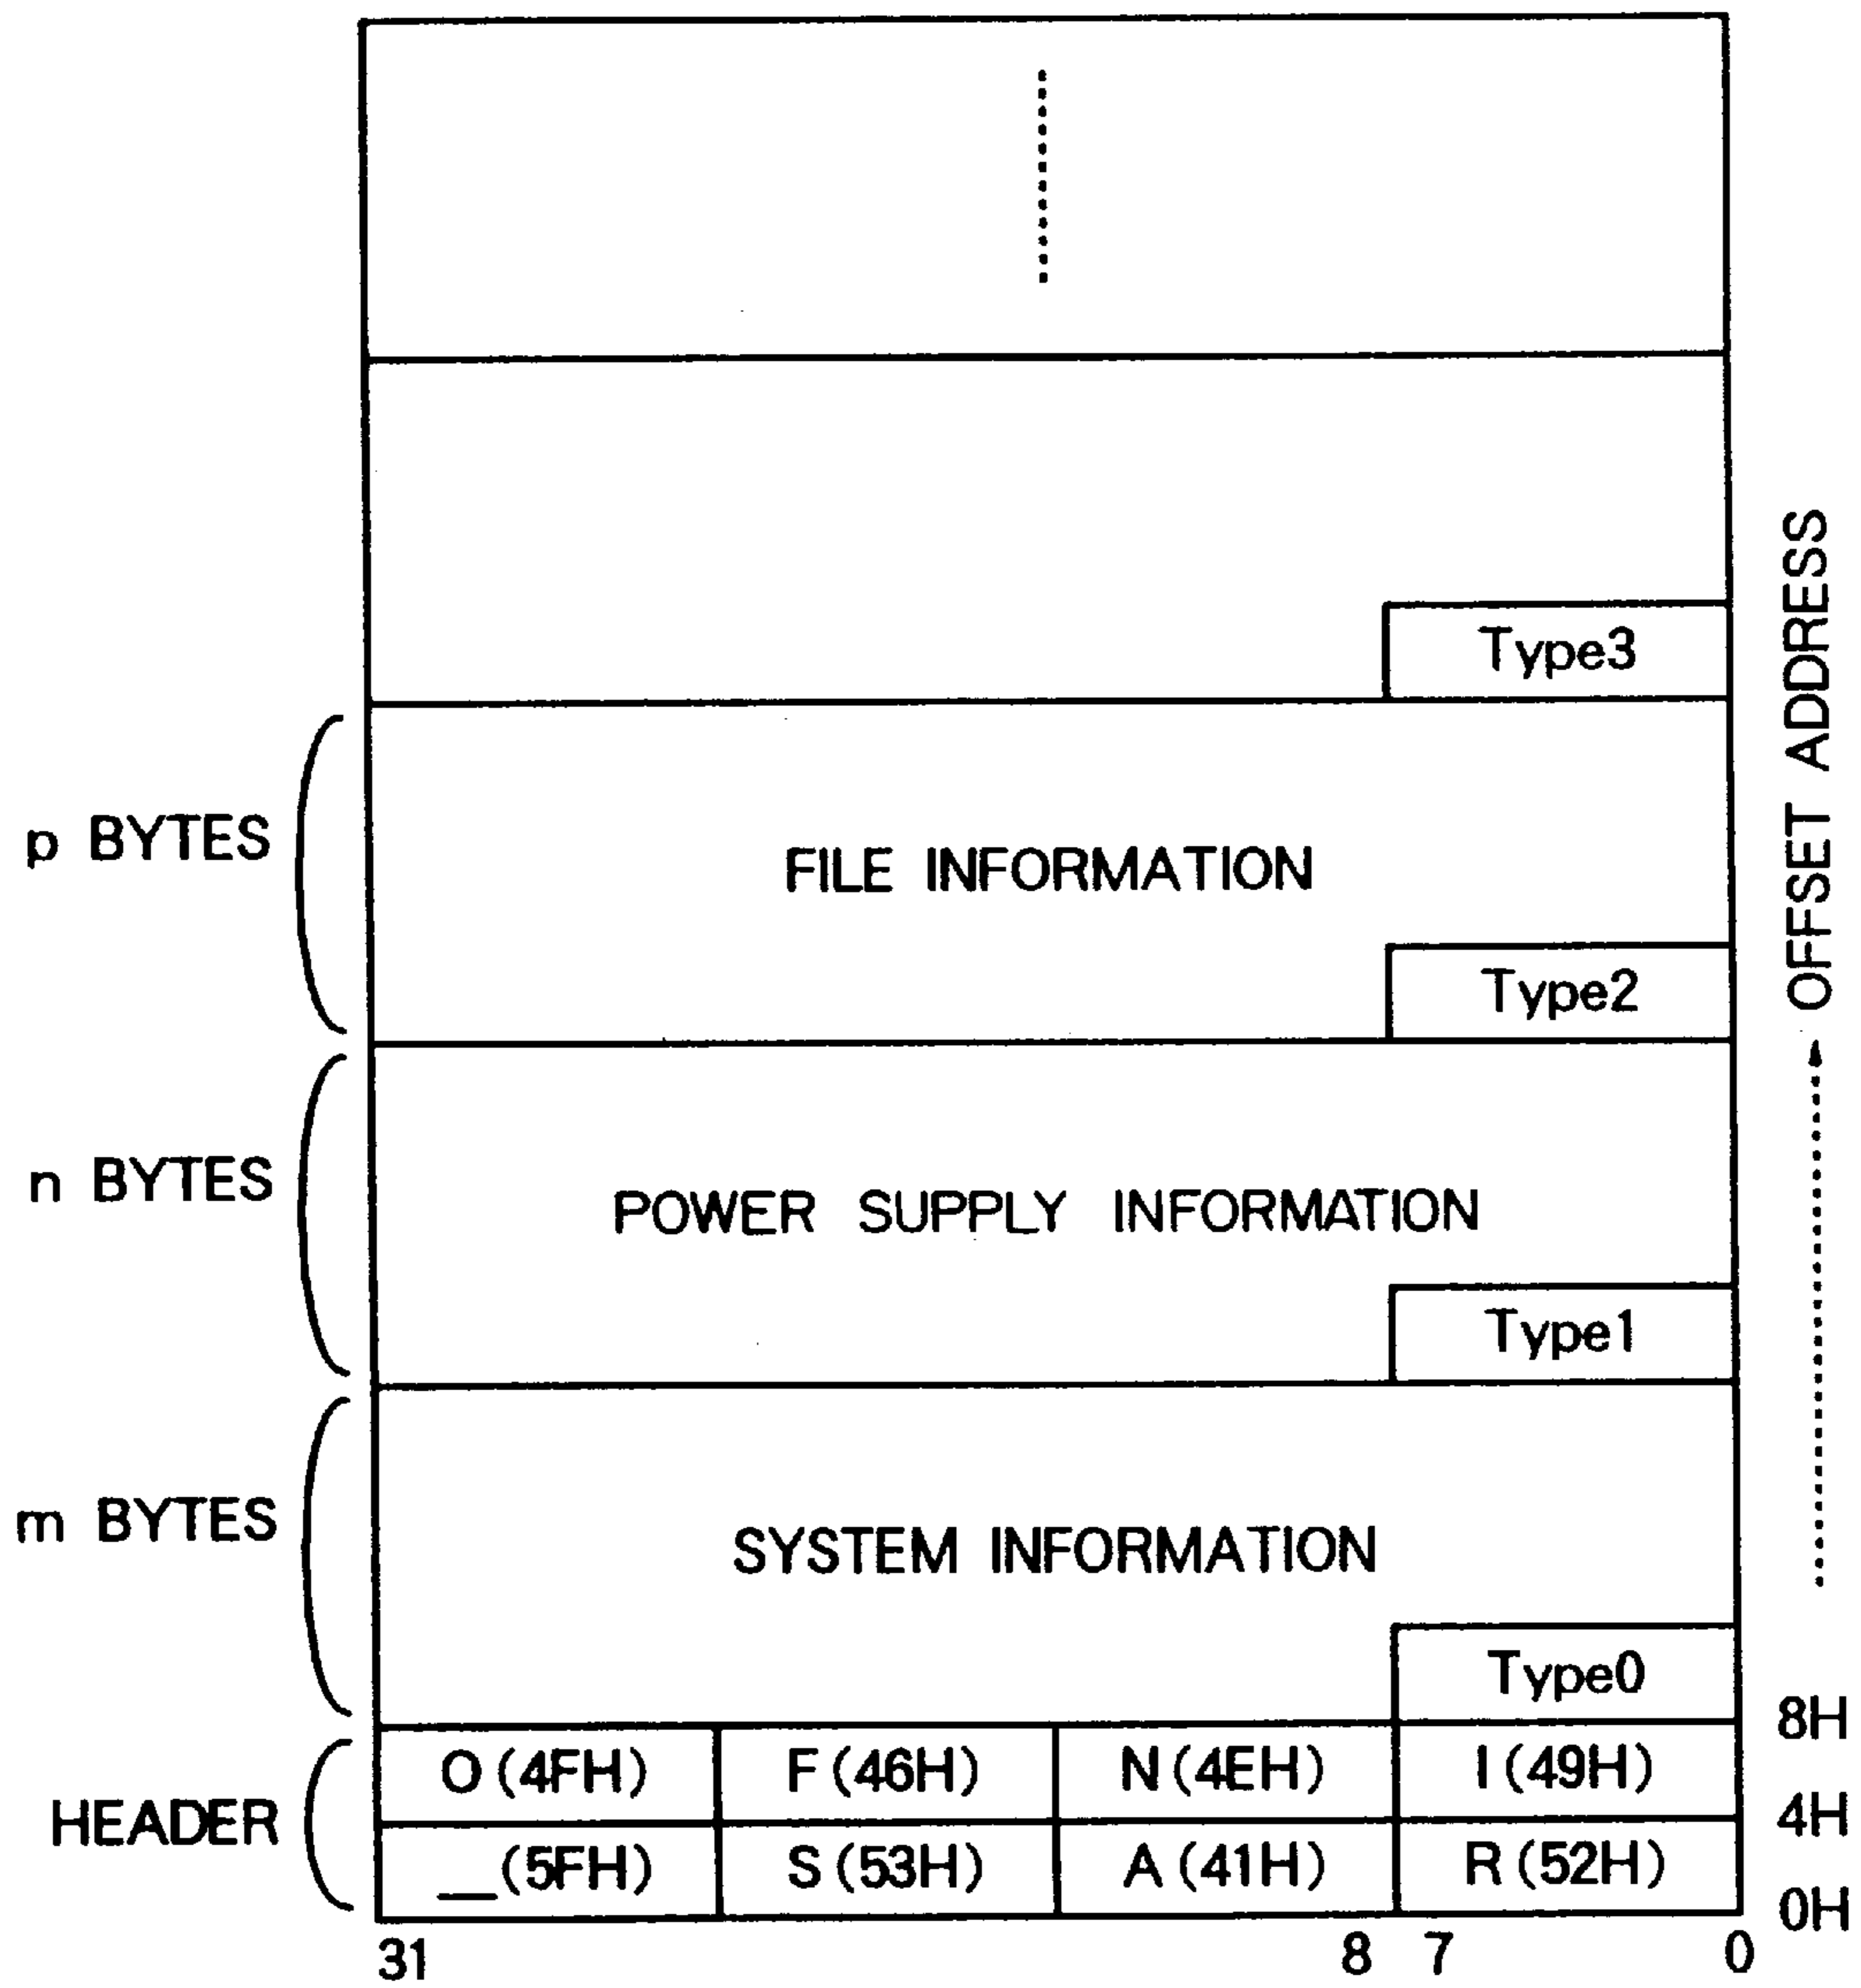 Type3
OFFSET ADDRESS
p BYTES
FILE INFORMATION
Type2
n BYTES
POWER SUPPLY INFORMATION
Type1
m BYTES
SYSTEM INFORMATION
Type0
8H
HEADER
O(4FH) F(46H) N(4EH) I(49H)
4H
_(5FH) S(53H) A(41H) R(52H)
0H
31 8 7 0